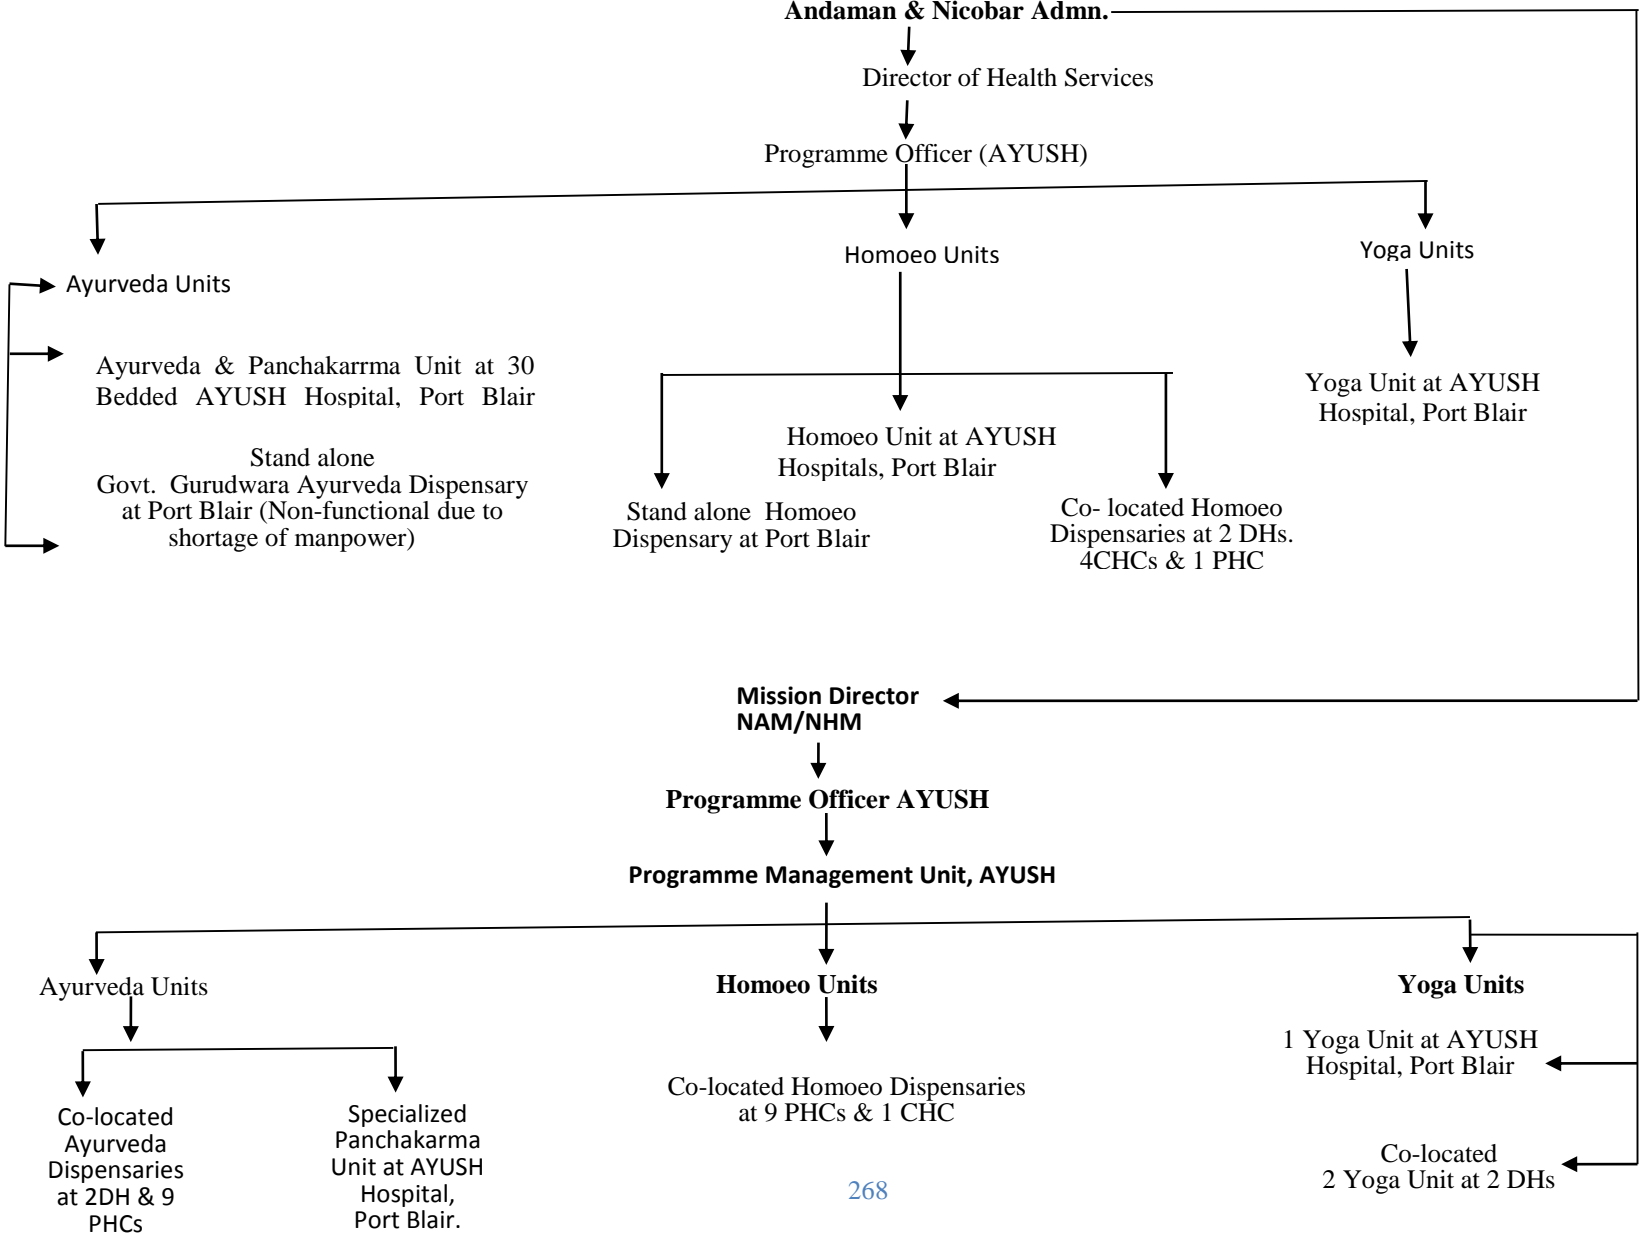 Andaman & Nicobar Admn.
Director of Health Services
Programme Officer (AYUSH)
Ayurveda Units
Homoeo Units
Yoga Units
Ayurveda & Panchakarrma Unit at 30
Bedded AYUSH Hospital, Port Blair
Stand alone
Govt. Gurudwara Ayurveda Dispensary
at Port Blair (Non-functional due to
shortage of manpower)
Stand alone Homoeo
Dispensary at Port Blair
Homoeo Unit at AYUSH
Hospitals, Port Blair
Co- located Homoeo
Dispensaries at 2 DHs.
4CHCs & 1 PHC
Yoga Unit at AYUSH
Hospital, Port Blair
Mission Director
NAM/NHM
Programme Officer AYUSH
Programme Management Unit, AYUSH
Ayurveda Units
Homoeo Units
Yoga Units
Co-located
Ayurveda
Dispensaries
at 2DH & 9
PHCs
Specialized
Panchakarma
Unit at AYUSH
Hospital,
Port Blair.
Co-located Homoeo Dispensaries
at 9 PHCs & 1 CHC
1 Yoga Unit at AYUSH
Hospital, Port Blair
Co-located
2 Yoga Unit at 2 DHs
268